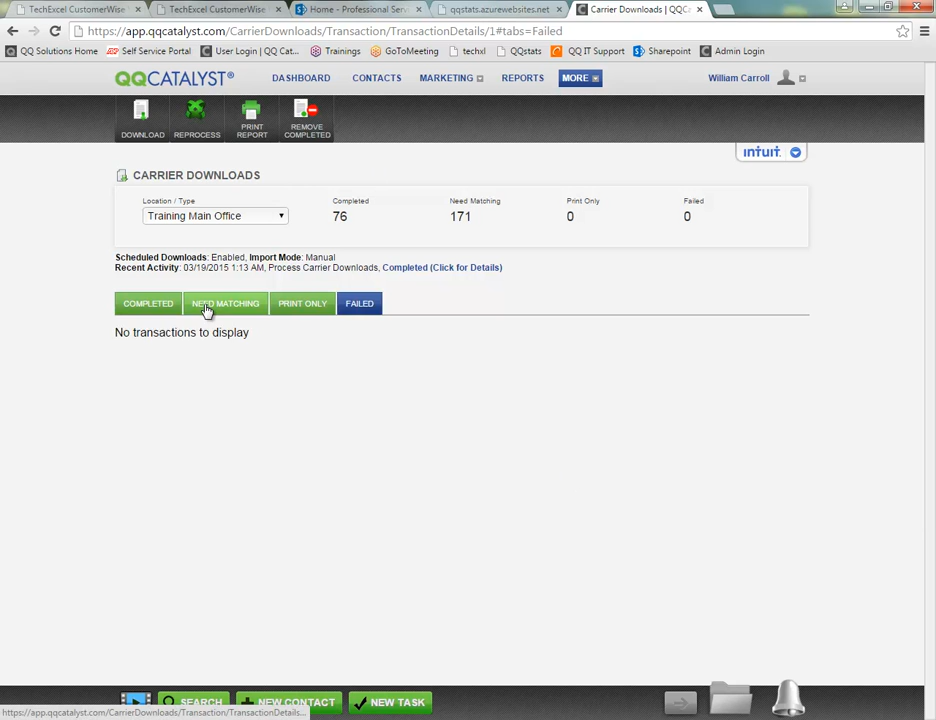 TechExcel CustomerWise
TechExcel CustomerWise
Home - Professional Serv
qqstats.azurewebsites.net
Carrier Downloads | QQC
https://app.qqcatalyst.com/CarrierDownloads/Transaction/TransactionDetails/1#tabs=Failed
QQ Solutions Home
Self Service Portal
User Login | QQ Cat...
Trainings
GoToMeeting
techxl
QQstats
QQ IT Support
Sharepoint
Admin Login
QQCATALYST®
DASHBOARD
CONTACTS
MARKETING
REPORTS
MORE
William Carroll
DOWNLOAD
REPROCESS
PRINT
REPORT
REMOVE
COMPLETED
intuit.
CARRIER DOWNLOADS
Location / Type
Completed
Need Matching
Print Only
Failed
Training Main Office
76
171
0
0
Scheduled Downloads: Enabled, Import Mode: Manual
Recent Activity: 03/19/2015 1:13 AM, Process Carrier Downloads, Completed (Click for Details)
COMPLETED
NEED MATCHING
PRINT ONLY
FAILED
No transactions to display
SEARCH
NEW CONTACT
NEW TASK
https://app.qqcatalyst.com/CarrierDownloads/Transaction/TransactionDetails...